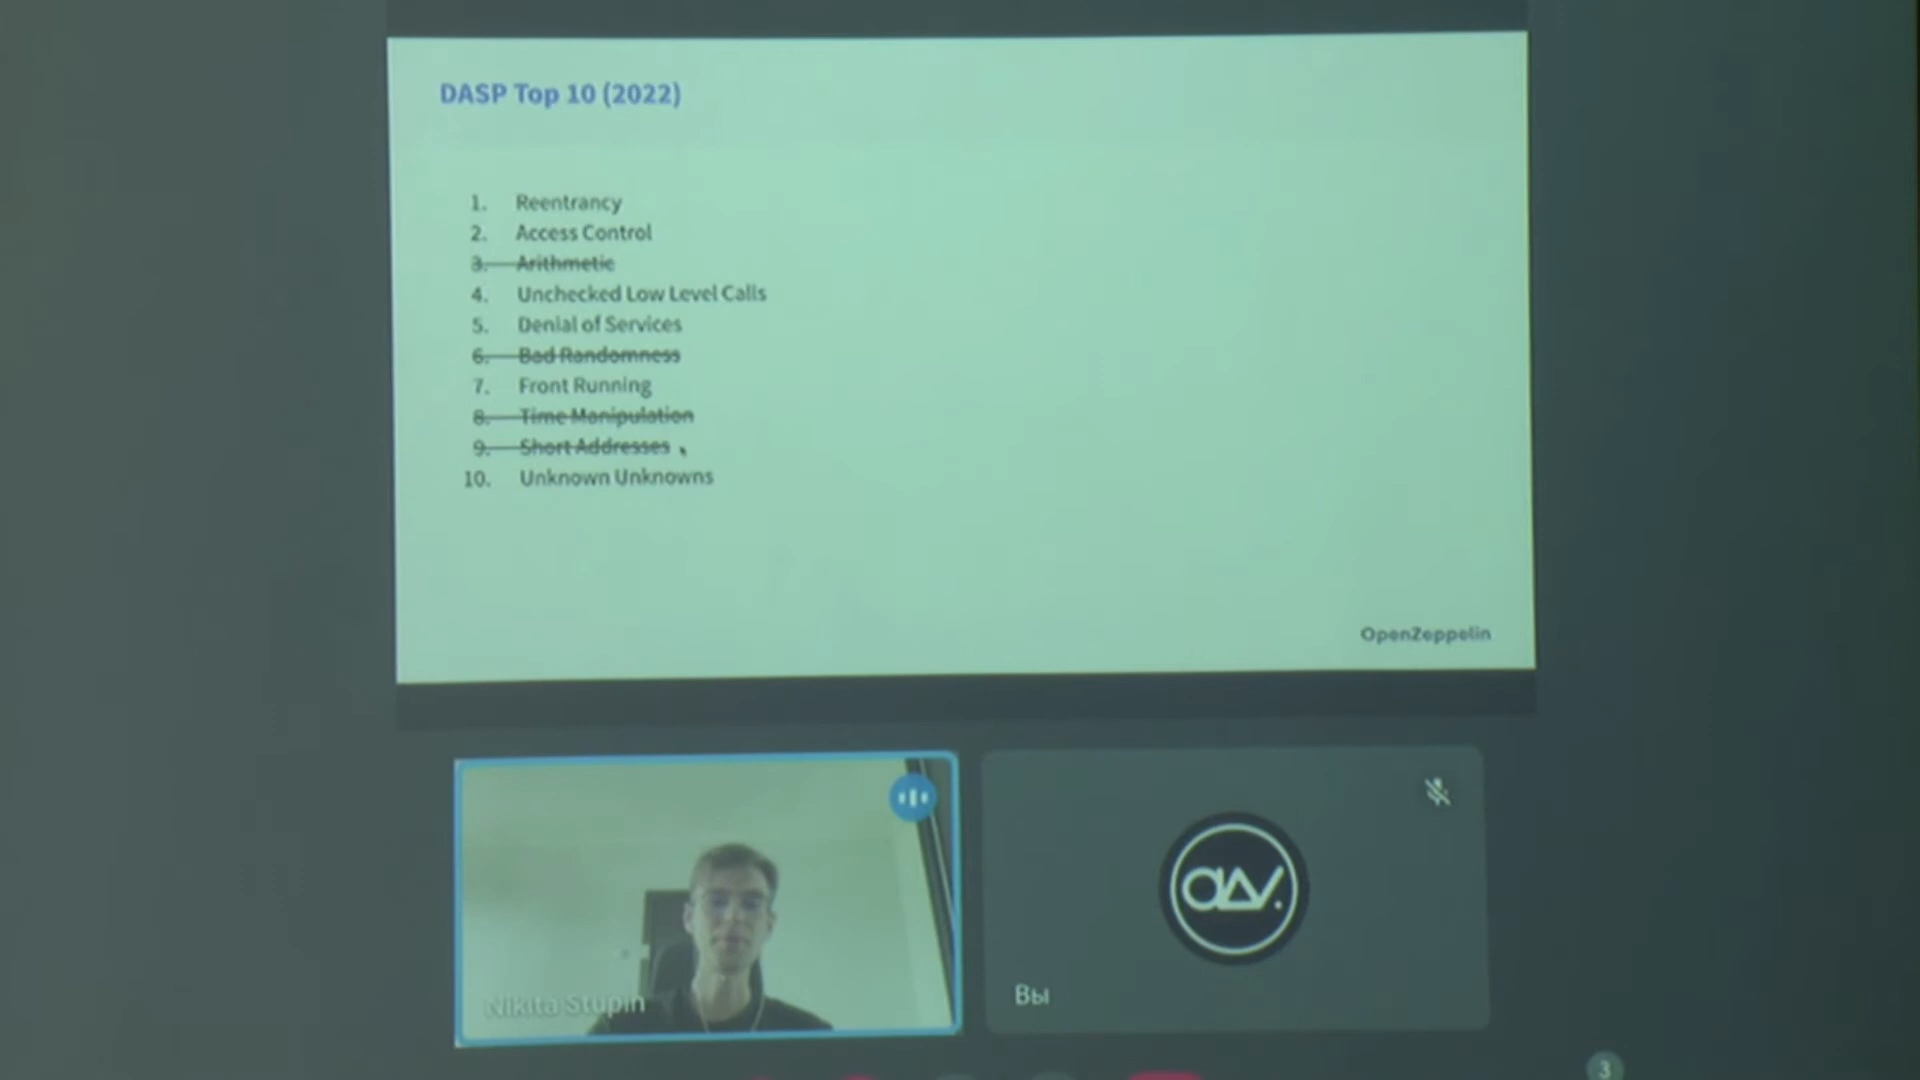 DASP Top 10 (2022)
1. Reentrancy
2. Access Control
3. Arithmetic
4. Unchecked Low Level Calls
5. Denial of Services
6. Bad Randomness
7. Front Running
8. Time Manipulation
9. Short Addresses
10. Unknown Unknowns
OpenZeppelin
Nikita Stupin
Вы
3